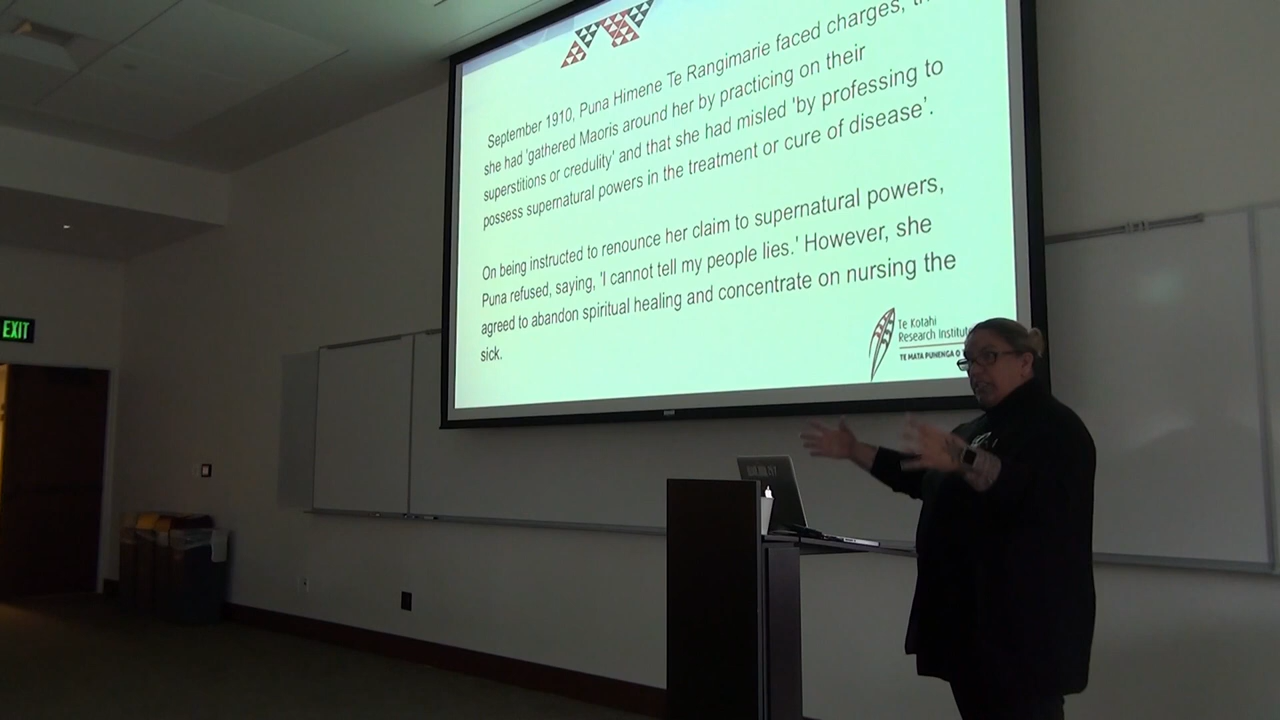 September 1910, Puna Himene Te Rangimarie faced charges,
she had 'gathered Maoris around her by practicing on their
superstitions or credulity' and that she had misled 'by professing to
possess supernatural powers in the treatment or cure of disease'.
On being instructed to renounce her claim to supernatural powers,
Puna refused, saying, 'I cannot tell my people lies.' However, she
agreed to abandon spiritual healing and concentrate on nursing the
sick.
Te Kotahi
Research Institute
TE MATA PUNENGA O
EXIT